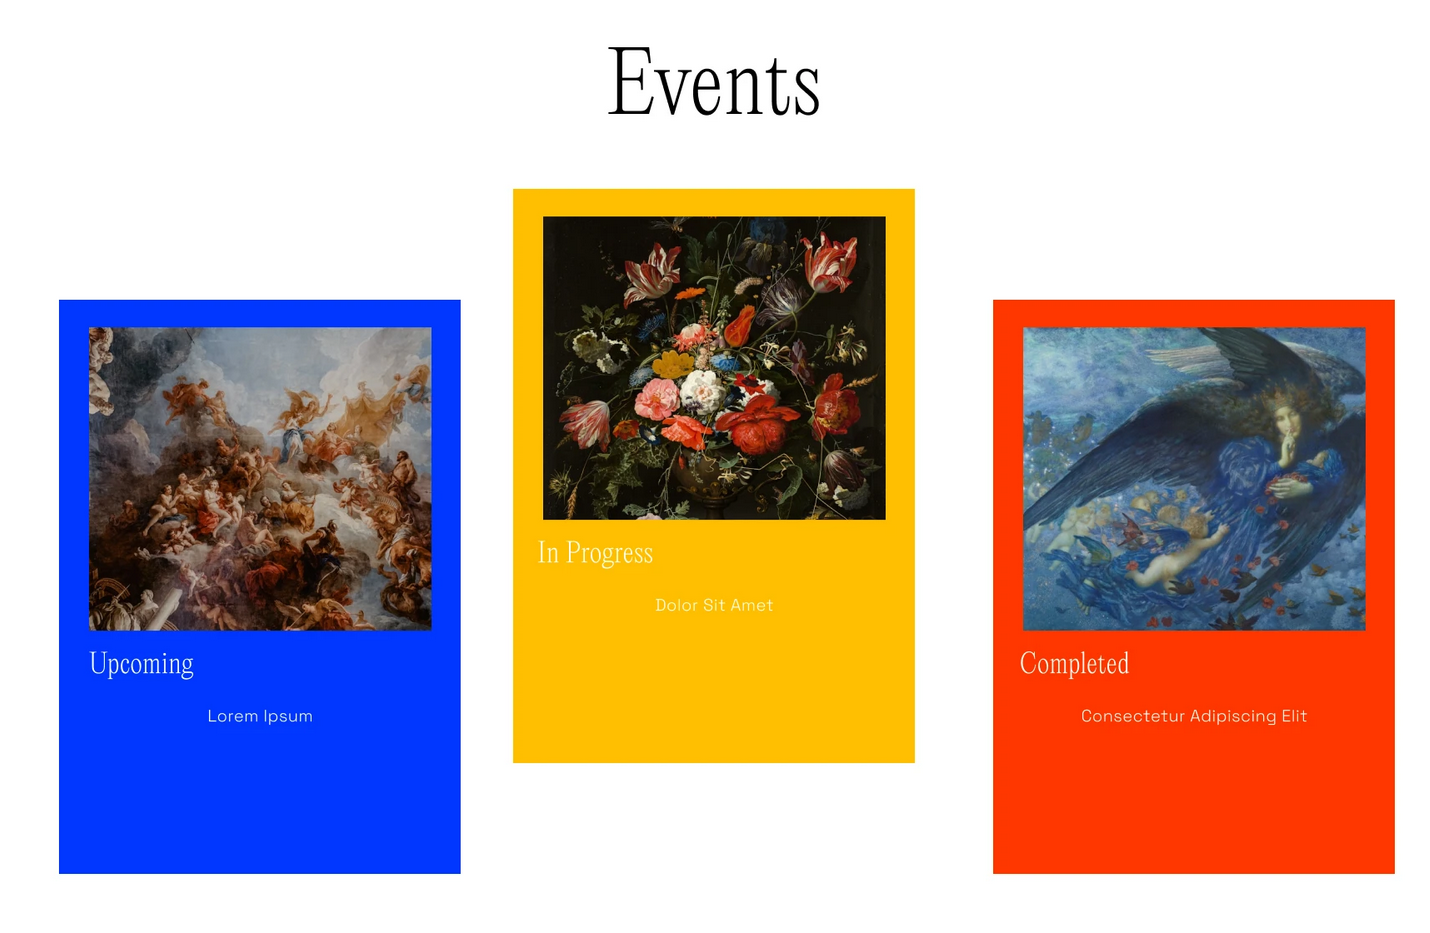 Events
Upcoming
Lorem Ipsum
In Progress
Dolor Sit Amet
Completed
Consectetur Adipiscing Elit